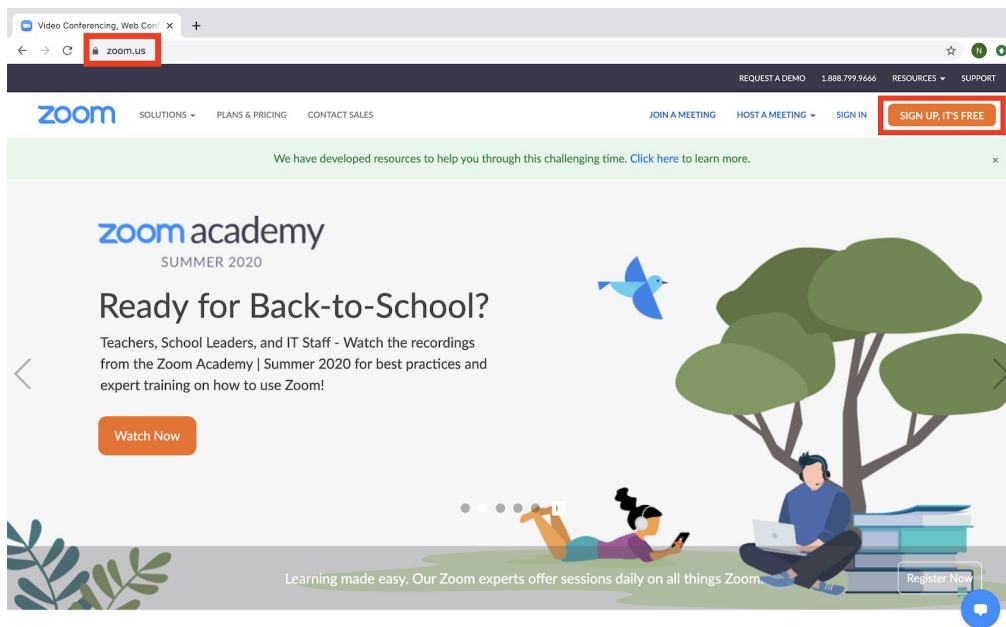 Video Conferencing, Web Conf
zoom.us
N
REQUEST A DEMO 1.888.799.9666 RESOURCES SUPPORT
zoom SOLUTIONS PLANS & PRICING CONTACT SALES JOIN A MEETING HOST A MEETING SIGN IN SIGN UP, IT'S FREE
We have developed resources to help you through this challenging time. Click here to learn more.
zoom academy
SUMMER 2020
Ready for Back-to-School?
Teachers, School Leaders, and IT Staff - Watch the recordings
from the Zoom Academy | Summer 2020 for best practices and
expert training on how to use Zoom!
Watch Now
Learning made easy. Our Zoom experts offer sessions daily on all things Zoom. Register Now